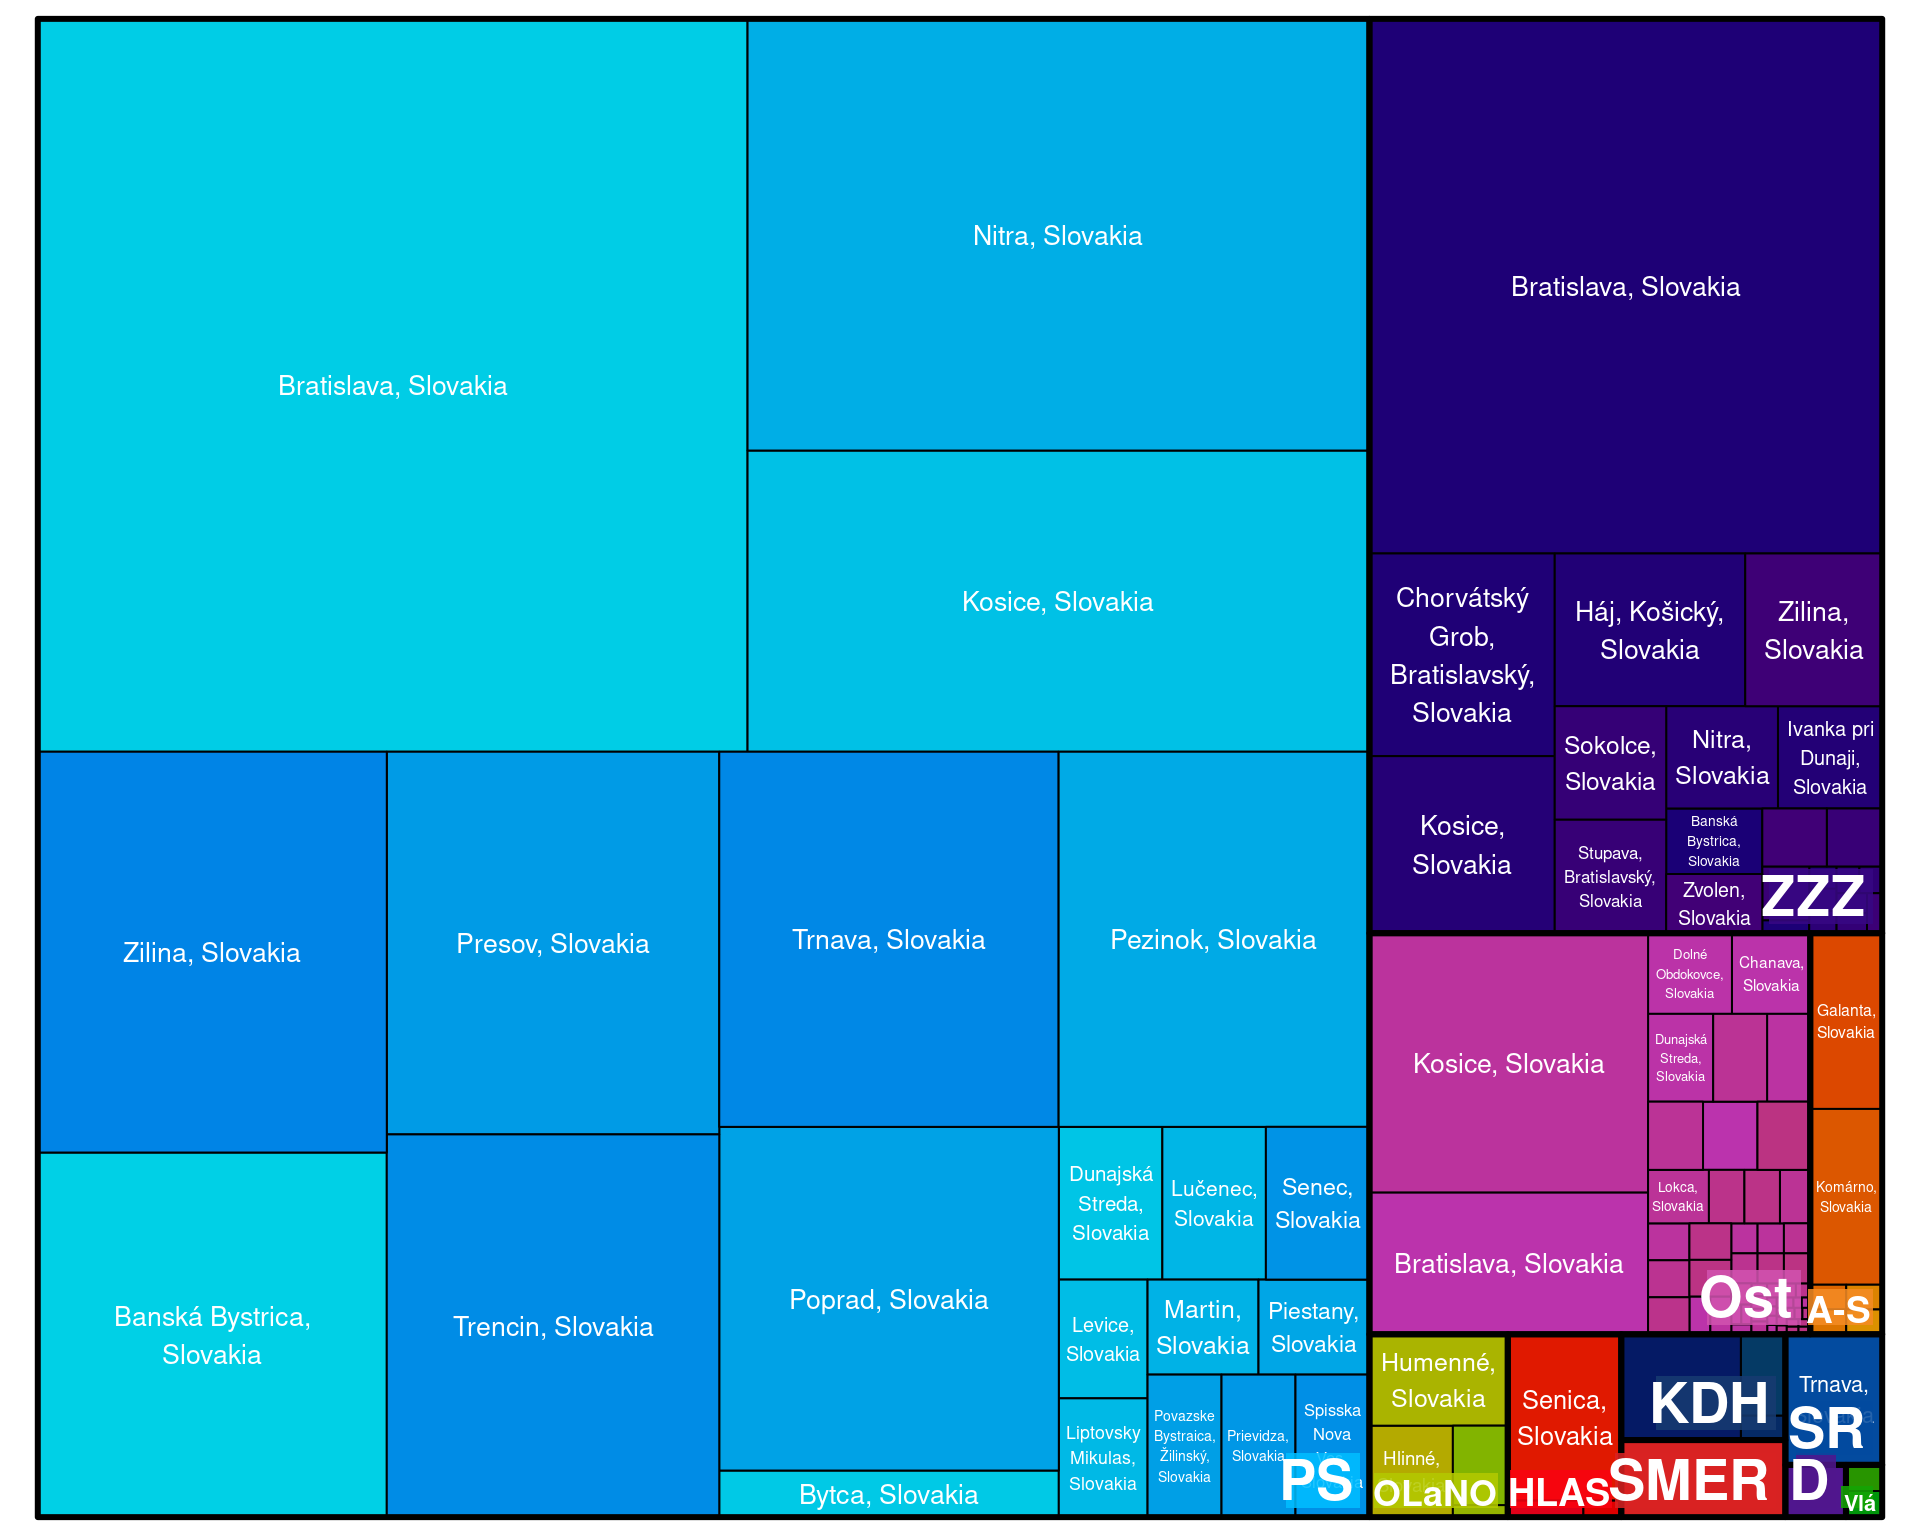 Bratislava, Slovakia
Nitra, Slovakia
Kosice, Slovakia
Zilina, Slovakia
Presov, Slovakia
Trnava, Slovakia
Pezinok, Slovakia
Banská Bystrica,
Slovakia
Trencin, Slovakia
Poprad, Slovakia
Bytca, Slovakia
Dunajská
Streda,
Slovakia
Lučenec,
Slovakia
Senec,
Slovakia
Levice,
Slovakia
Martin,
Slovakia
Piestany,
Slovakia
Liptovsky
Mikulas,
Slovakia
Povazske
Bystraica,
Žilinský,
Slovakia
Prievidza,
Slovakia
Spisska
Nova
PS
Bratislava, Slovakia
Chorvátský
Grob,
Bratislavský,
Slovakia
Háj, Košický,
Slovakia
Zilina,
Slovakia
Kosice,
Slovakia
Sokolce,
Slovakia
Nitra,
Slovakia
Ivanka pri
Dunaji,
Slovakia
Stupava,
Bratislavský,
Slovakia
Banská
Bystrica,
Slovakia
Zvolen,
Slovakia
ZZZ
Kosice, Slovakia
Bratislava, Slovakia
Dolné
Obdokovce,
Slovakia
Chanava,
Slovakia
Dunajská
Streda,
Slovakia
Lokca,
Slovakia
Ost
Galanta,
Slovakia
Komárno,
Slovakia
A-S
Humenné,
Slovakia
Hlinné,
OLaNO
Senica,
Slovakia
HLAS
KDH
SMER
Trnava,
SR
D
Vlá